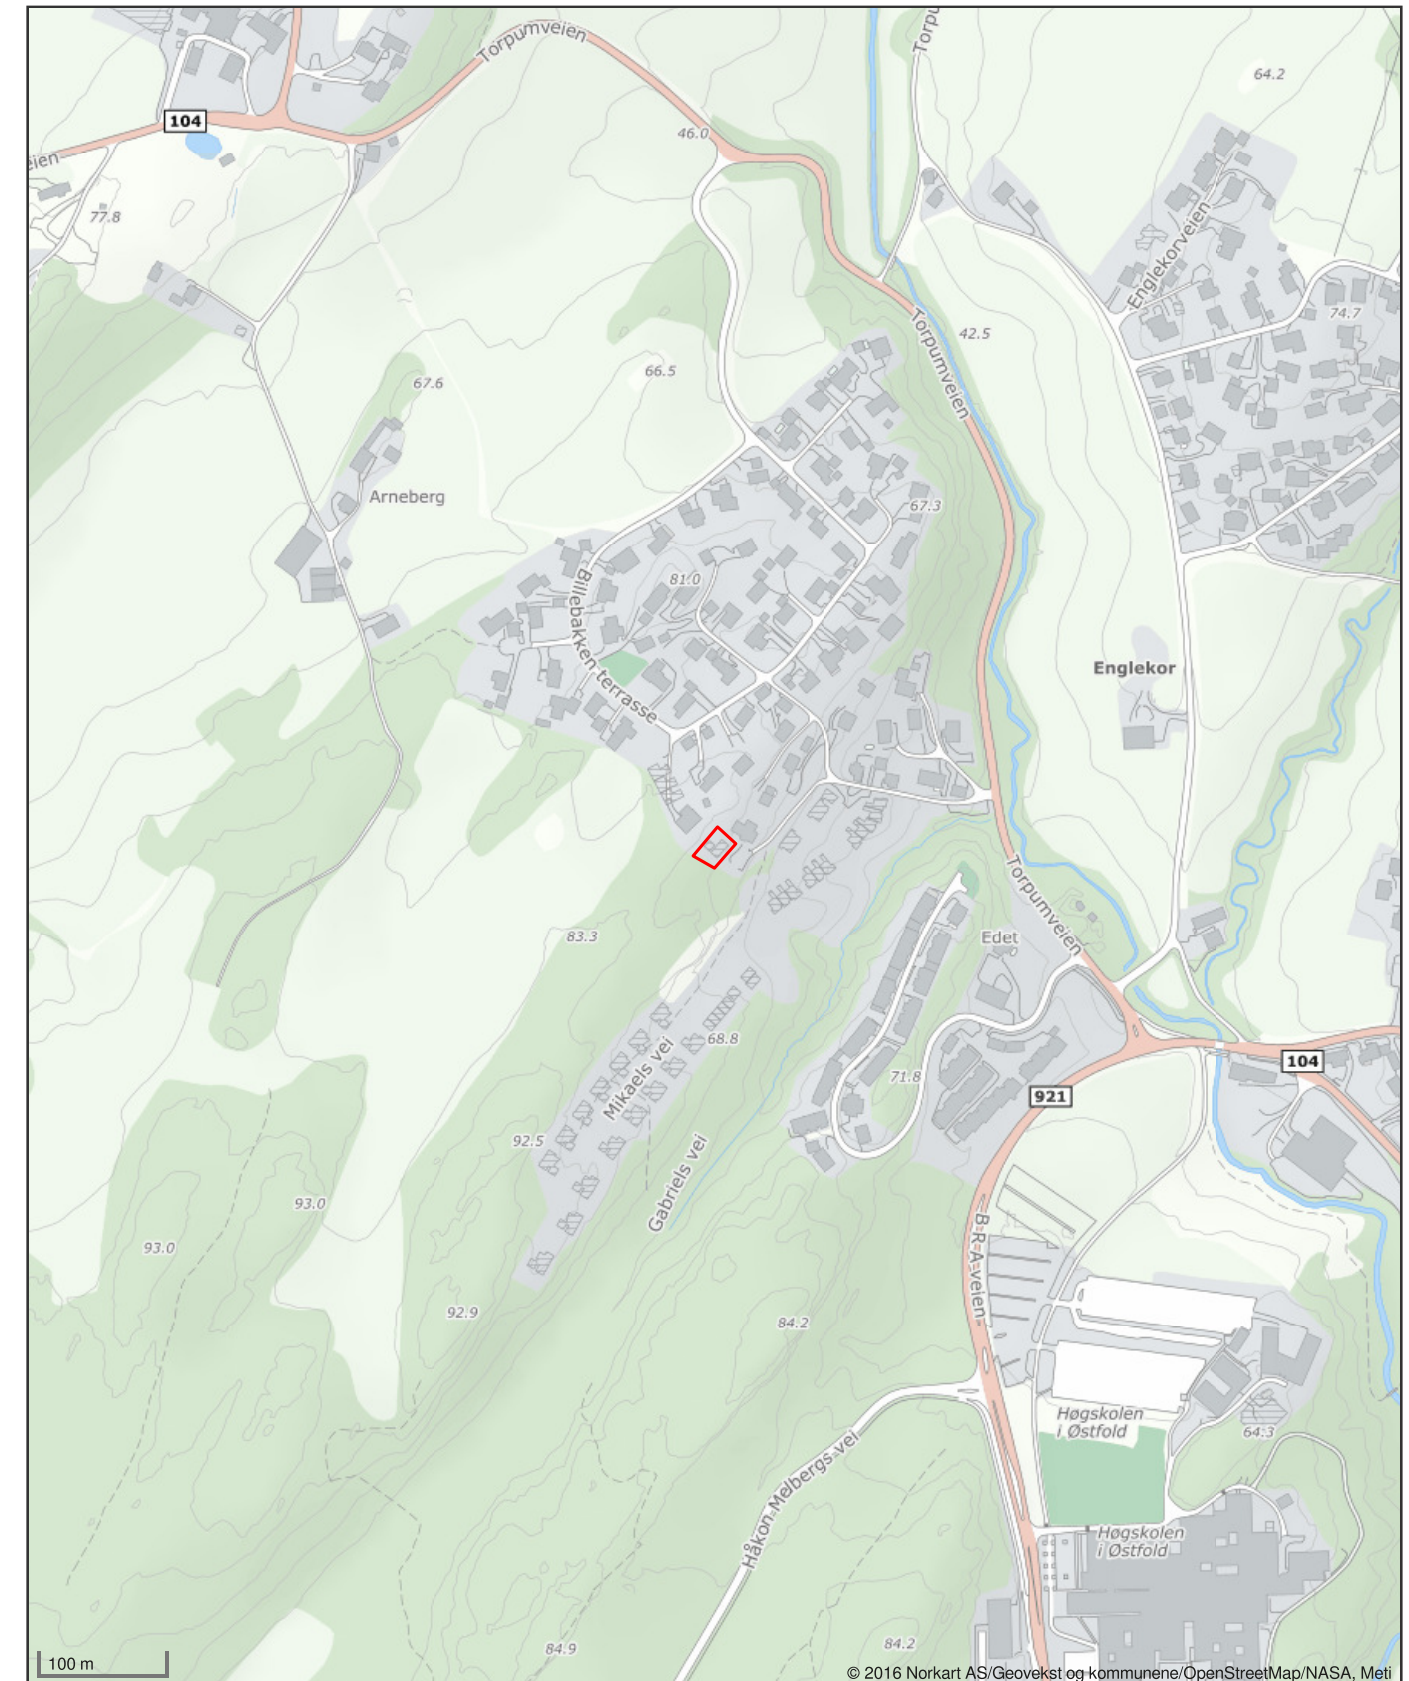 Torpumveien
Torpu
64.2
104
46.0
eien
77.8
Englekorveien
74.7
42.5
Torpumveien
67.6
66.5
Arneberg
67.3
81.0
Billebakken terrasse
Englekor
Torpumveien
83.3
Edet
68.8
Mikaels vei
71.8
104
921
92.5
Gabriels vei
93.0
93.0
B R A veien
92.9
84.2
Høgskolen
i Østfold
64.3
Håkon Melbergs vei
Høgskolen
i Østfold
84.9
84.2
100 m
© 2016 Norkart AS/Geovekst og kommunene/OpenStreetMap/NASA, Meti